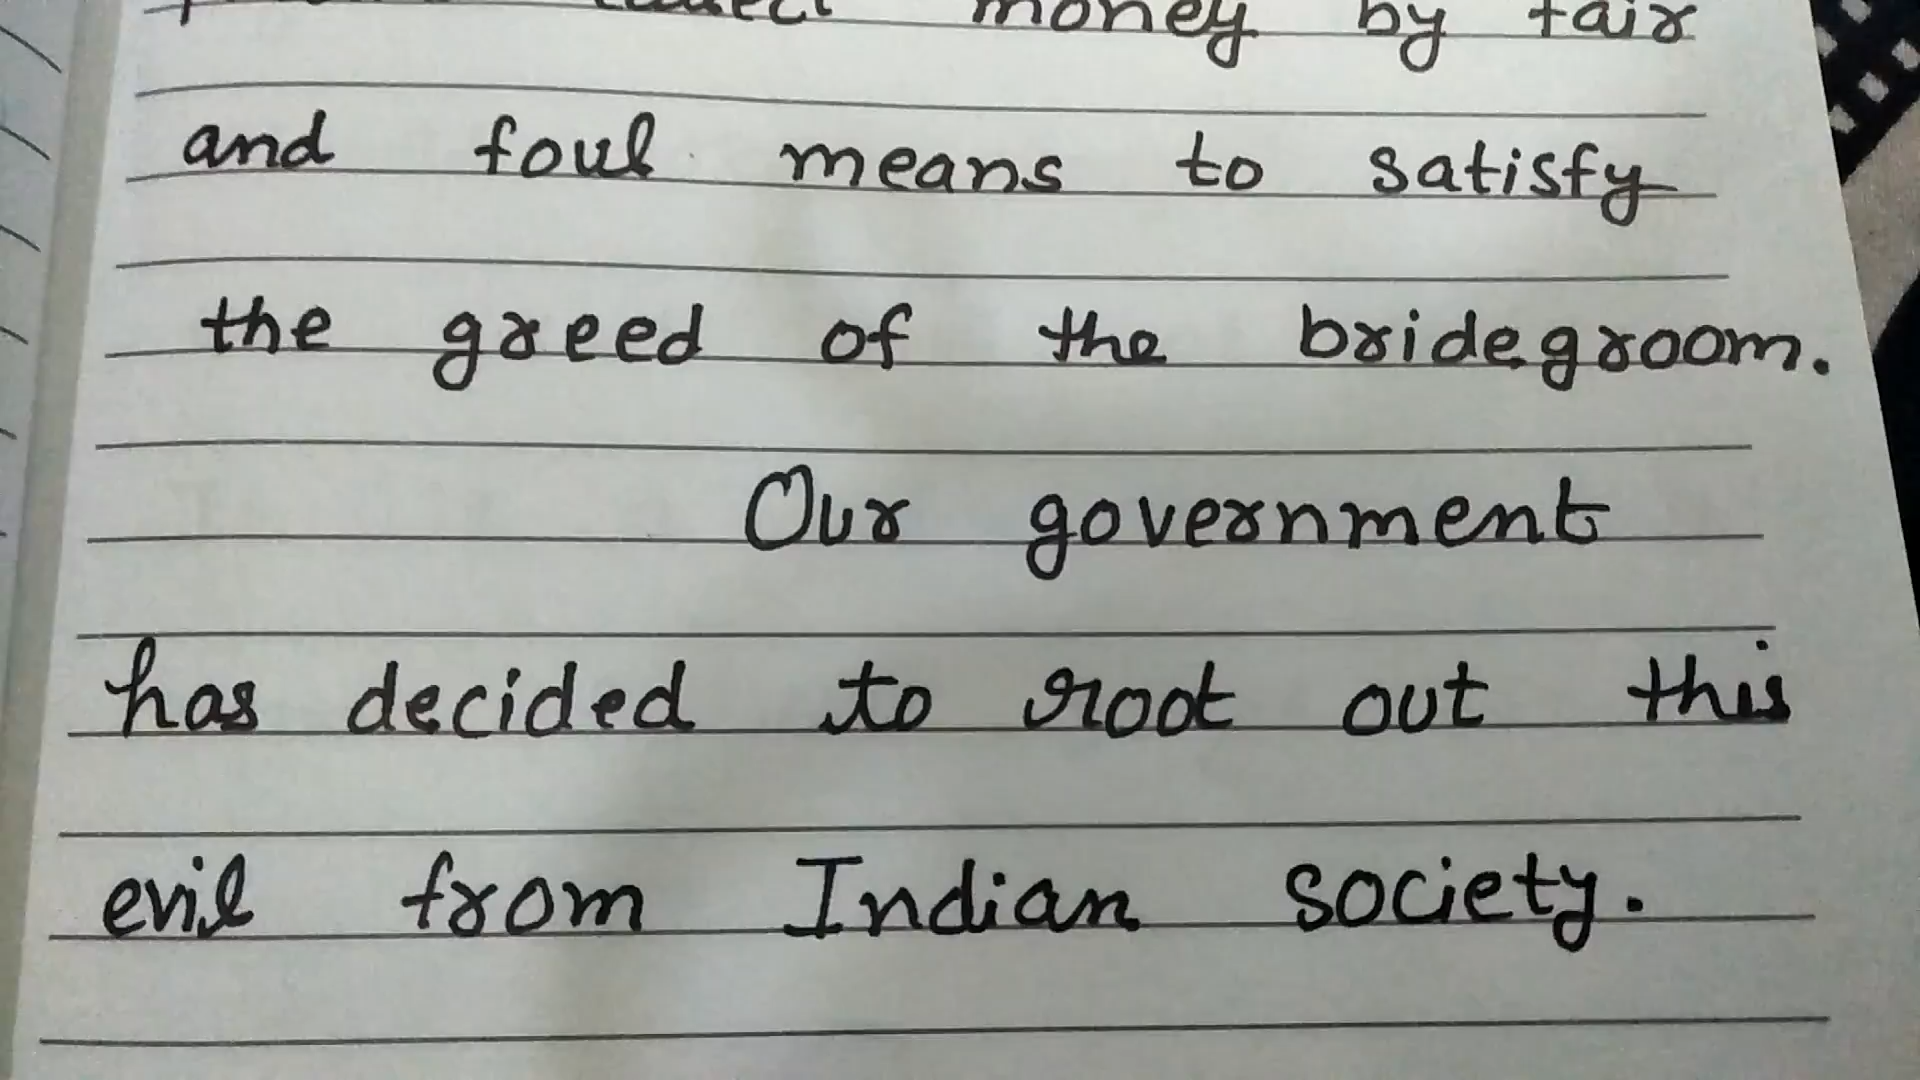 money by fair
and foul means to satisfy
the greed of the bridegroom.
Our government
has decided to root out this
evil from Indian society.